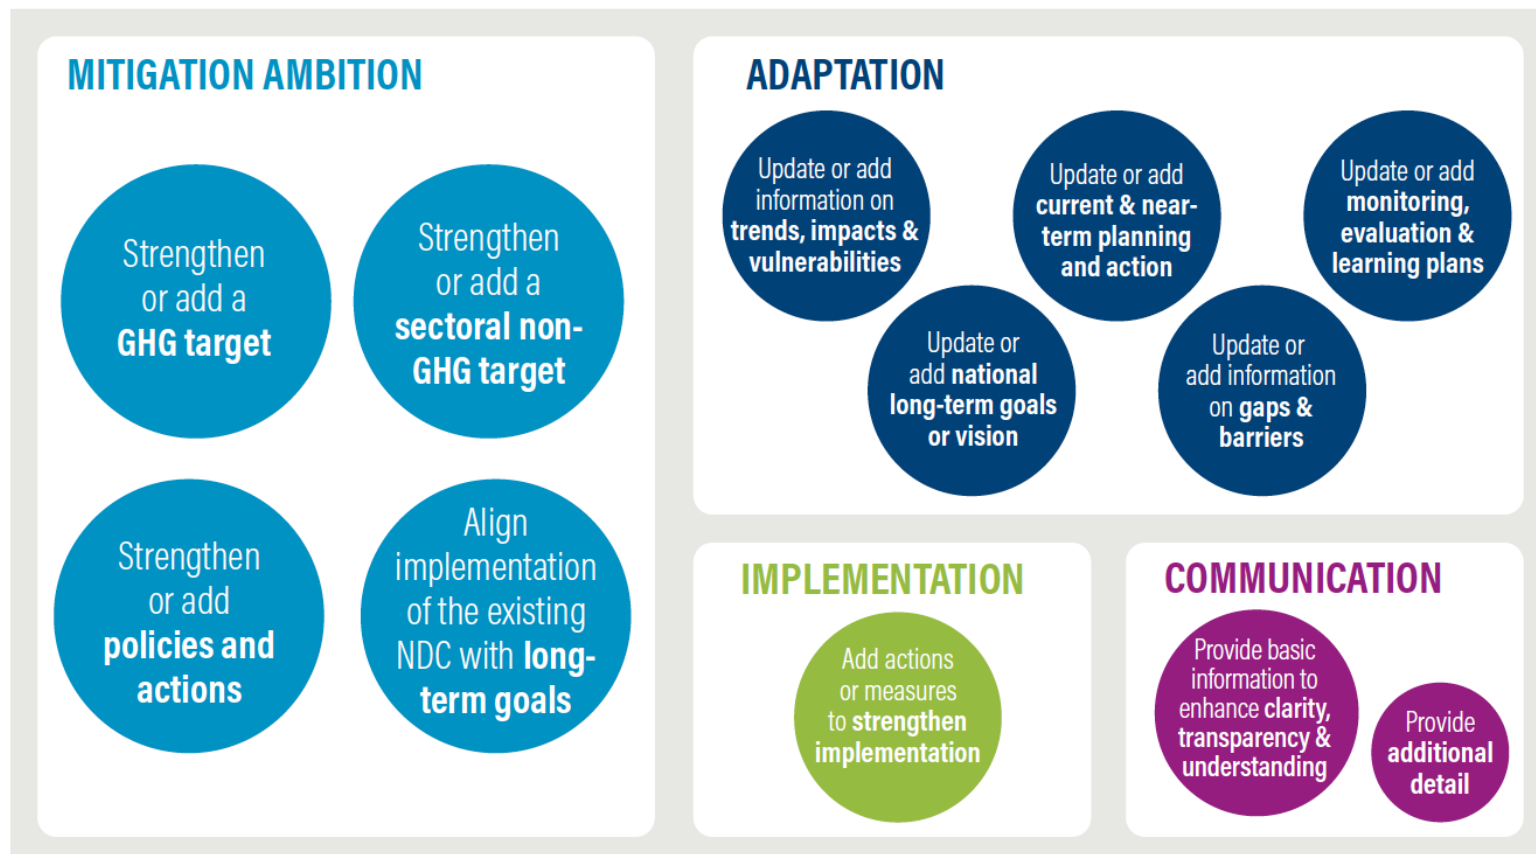 MITIGATION AMBITION
Strengthen
or add a
GHG target
Strengthen
or add a
sectoral non-
GHG target
Strengthen
or add
policies and
actions
Align
implementation
of the existing
NDC with long-
term goals
ADAPTATION
Update or add
information on
trends, impacts &
vulnerabilities
Update or add
current & near-
term planning
and action
Update or add
monitoring,
evaluation &
learning plans
Update or
add national
long-term goals
or vision
Update or
add information
on gaps &
barriers
IMPLEMENTATION
Add actions
or measures
to strengthen
implementation
COMMUNICATION
Provide basic
information to
enhance clarity,
transparency &
understanding
Provide
additional
detail